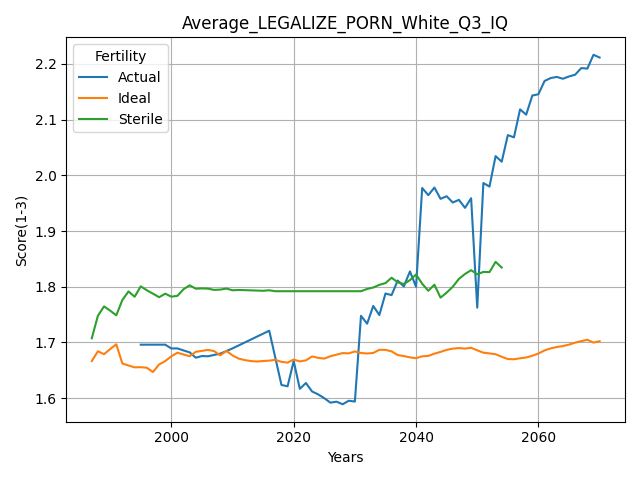 Average_LEGALIZE_PORN_White_Q3_IQ
Fertility
Actual
Ideal
Sterile
Score(1-3)
2.2
2.1
2.0
1.9
1.8
1.7
1.6
2000 2020 2040 2060
Years